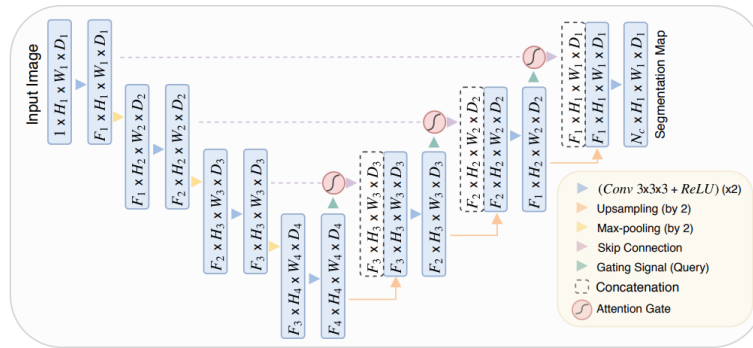 Input Image
1 x H₁ x W₁ x D₁
F₁ x H₁ x W₁ x D₁
F₁ x H₂ x W₂ x D₂
F₂ x H₂ x W₂ x D₂
F₂ x H₃ x W₃ x D₃
F₃ x H₃ x W₃ x D₃
F₃ x H₄ x W₄ x D₄
F₄ x H₄ x W₄ x D₄
F₃ x H₃ x W₃ x D₃
F₃ x H₃ x W₃ x D₃
F₂ x H₃ x W₃ x D₃
F₂ x H₂ x W₂ x D₂
F₂ x H₂ x W₂ x D₂
F₁ x H₂ x W₂ x D₂
F₁ x H₁ x W₁ x D₁
F₁ x H₁ x W₁ x D₁
N꜀ x H₁ x W₁ x D₁
Segmentation Map
(Conv 3x3x3 + ReLU) (x2)
Upsampling (by 2)
Max-pooling (by 2)
Skip Connection
Gating Signal (Query)
Concatenation
Attention Gate